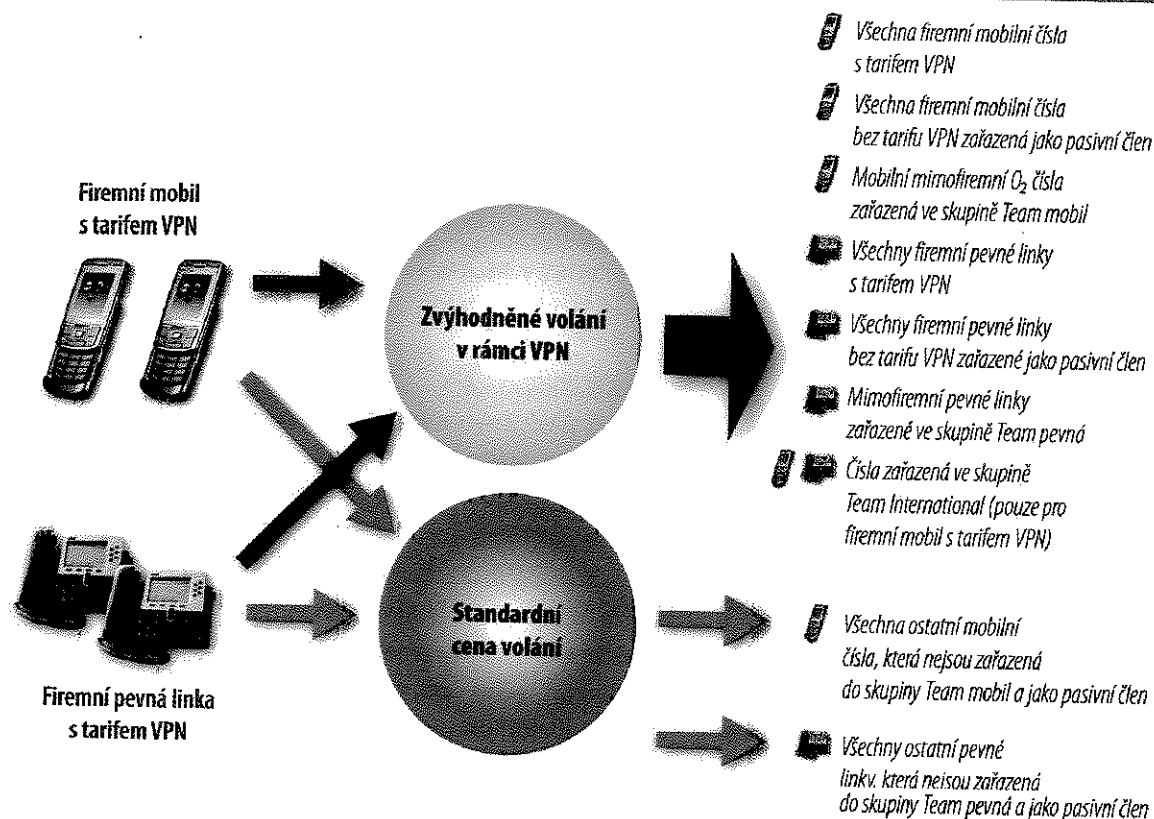 Firemní mobil
s tarifem VPN
Firemní pevná linka
s tarifem VPN
Zvýhodněné volání
v rámci VPN
Standardní
cena volání
Všechna firemní mobilní čísla
s tarifem VPN
Všechna firemní mobilní čísla
bez tarifu VPN zařazená jako pasivní člen
Mobilní mimofiremní O₂ čísla
zařazená ve skupině Team mobil
Všechny firemní pevné linky
s tarifem VPN
Všechny firemní pevné linky
bez tarifu VPN zařazené jako pasivní člen
Mimofiremní pevné linky
zařazené ve skupině Team pevná
Čísla zařazená ve skupině
Team International (pouze pro
firemní mobil s tarifem VPN)
Všechna ostatní mobilní
čísla, která nejsou zařazená
do skupiny Team mobil a jako pasivní člen
Všechny ostatní pevné
linky, která nejsou zařazená
do skupiny Team pevná a jako pasivní člen